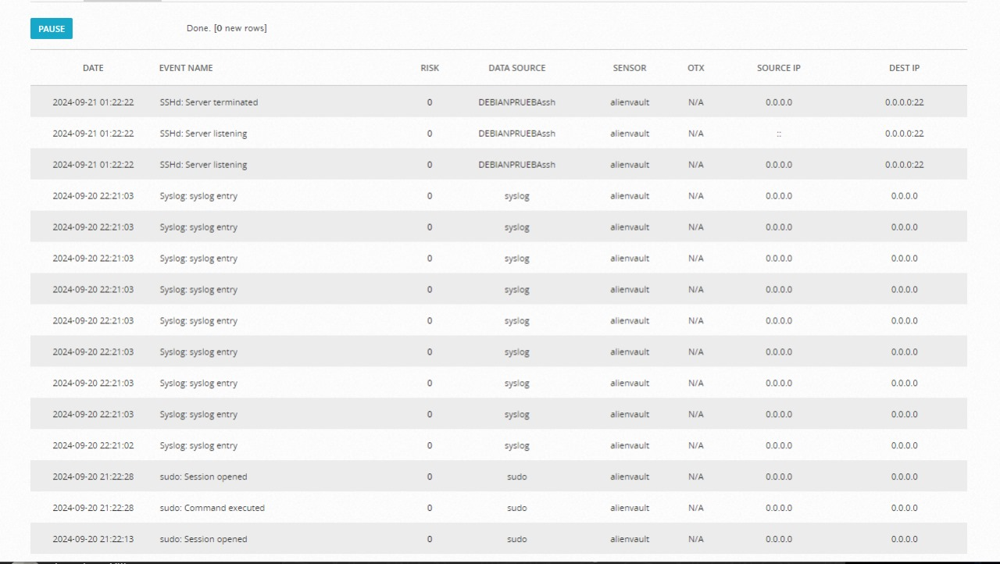 PAUSE Done. [0 new rows]
DATE EVENT NAME RISK DATA SOURCE SENSOR OTX SOURCE IP DEST IP
2024-09-21 01:22:22 SSHd: Server terminated 0 DEBIANPRUEBAssh alienvault N/A 0.0.0.0 0.0.0.0:22
2024-09-21 01:22:22 SSHd: Server listening 0 DEBIANPRUEBAssh alienvault N/A :: 0.0.0.0:22
2024-09-21 01:22:22 SSHd: Server listening 0 DEBIANPRUEBAssh alienvault N/A 0.0.0.0 0.0.0.0:22
2024-09-20 22:21:03 Syslog: syslog entry 0 syslog alienvault N/A 0.0.0.0 0.0.0.0
2024-09-20 22:21:03 Syslog: syslog entry 0 syslog alienvault N/A 0.0.0.0 0.0.0.0
2024-09-20 22:21:03 Syslog: syslog entry 0 syslog alienvault N/A 0.0.0.0 0.0.0.0
2024-09-20 22:21:03 Syslog: syslog entry 0 syslog alienvault N/A 0.0.0.0 0.0.0.0
2024-09-20 22:21:03 Syslog: syslog entry 0 syslog alienvault N/A 0.0.0.0 0.0.0.0
2024-09-20 22:21:03 Syslog: syslog entry 0 syslog alienvault N/A 0.0.0.0 0.0.0.0
2024-09-20 22:21:03 Syslog: syslog entry 0 syslog alienvault N/A 0.0.0.0 0.0.0.0
2024-09-20 22:21:03 Syslog: syslog entry 0 syslog alienvault N/A 0.0.0.0 0.0.0.0
2024-09-20 22:21:02 Syslog: syslog entry 0 syslog alienvault N/A 0.0.0.0 0.0.0.0
2024-09-20 21:22:28 sudo: Session opened 0 sudo alienvault N/A 0.0.0.0 0.0.0.0
2024-09-20 21:22:28 sudo: Command executed 0 sudo alienvault N/A 0.0.0.0 0.0.0.0
2024-09-20 21:22:13 sudo: Session opened 0 sudo alienvault N/A 0.0.0.0 0.0.0.0